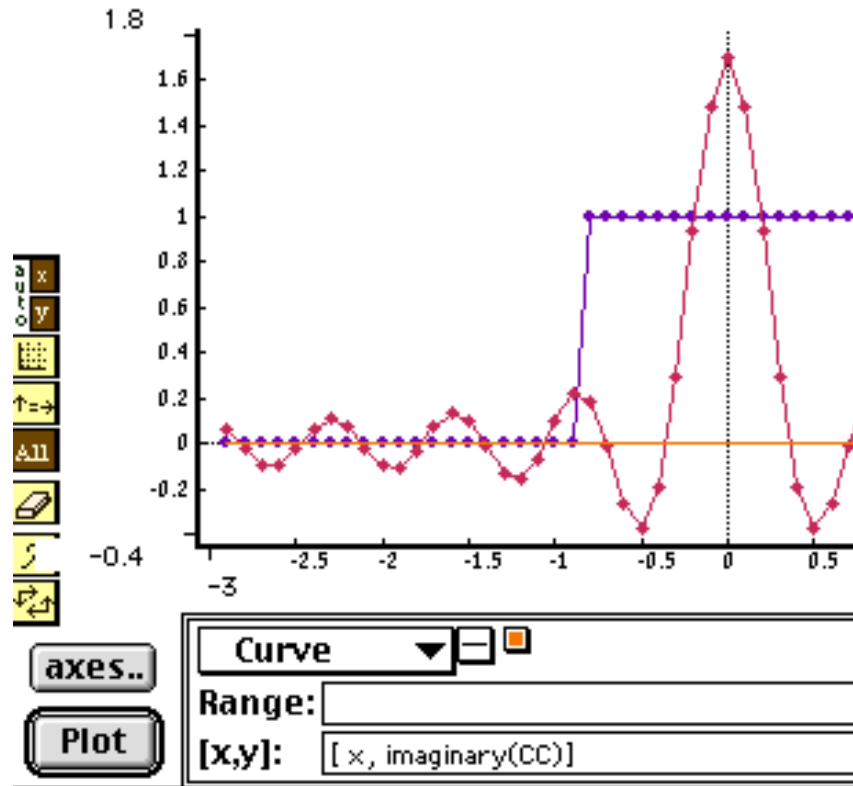 1.8
1.6
1.4
1.2
1
0.8
0.6
0.4
0.2
0
-0.2
-0.4
-3
-2.5 -2 -1.5 -1 -0.5 0 0.5
auto x y
↑=→
All
axes..
Plot
Curve
Range:
[x,y]: [ x, imaginary(CC)]